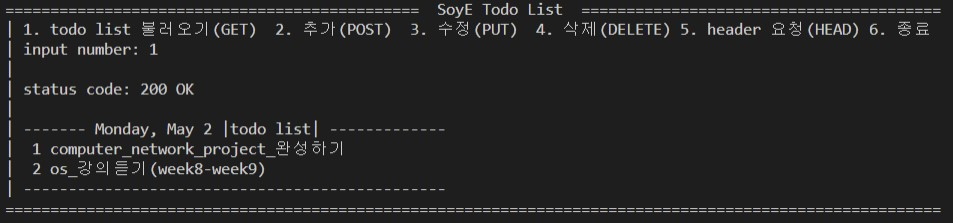 ============================================ SoyE Todo List ======================================
| 1. todo list 불러오기(GET)  2. 추가(POST)  3. 수정(PUT)  4. 삭제(DELETE) 5. header 요청(HEAD) 6. 종료
| input number: 1
|
| status code: 200 OK
|
| ------- Monday, May 2 |todo list| -------------
|  1 computer_network_project_완성하기
|  2 os_강의듣기(week8-week9)
| -----------------------------------------------
====================================================================================================